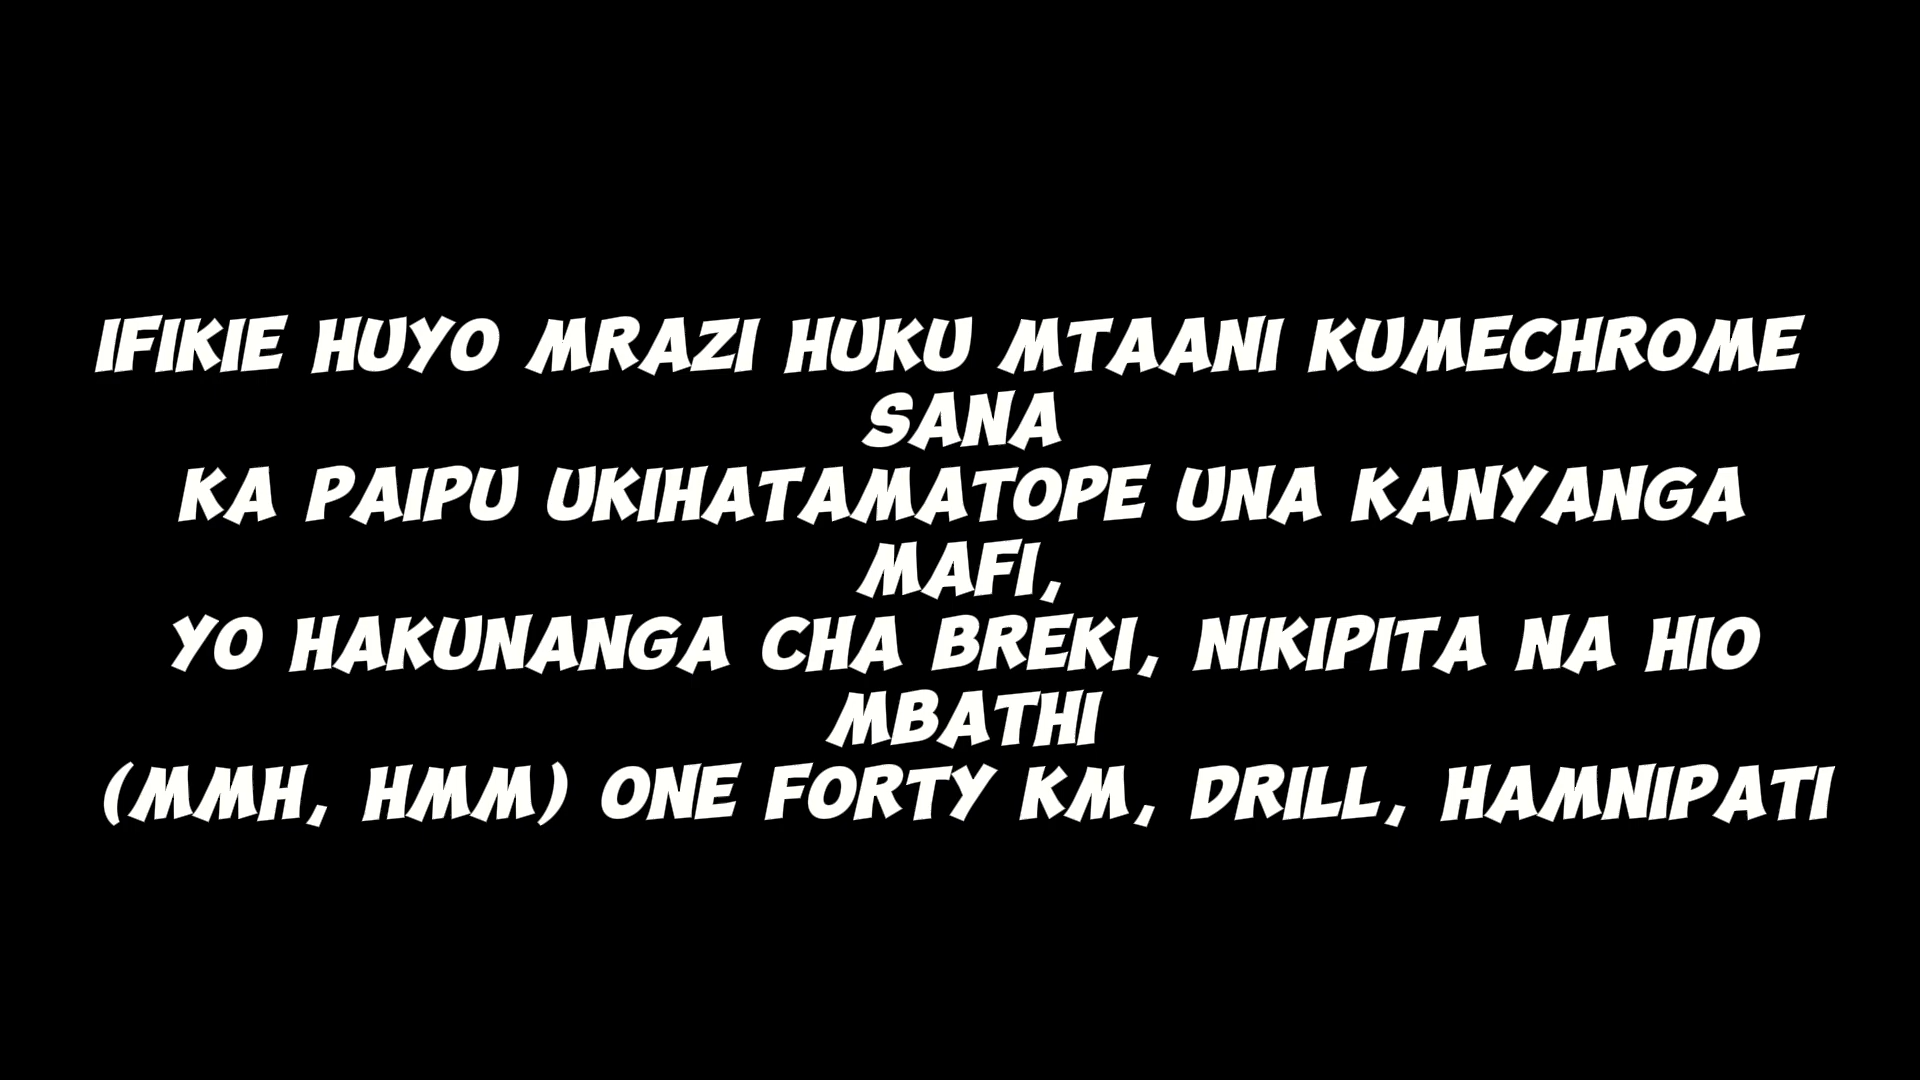 IFIKIE HUYO MRAZI HUKU MTAANI KUMECHROME
SANA
KA PAIPU UKIHATAMATOPE UNA KANYANGA
MAFI,
YO HAKUNANGA CHA BREKI, NIKIPITA NA HIO
MBATHI
(MMH, HMM) ONE FORTY KM, DRILL, HAMNIPATI